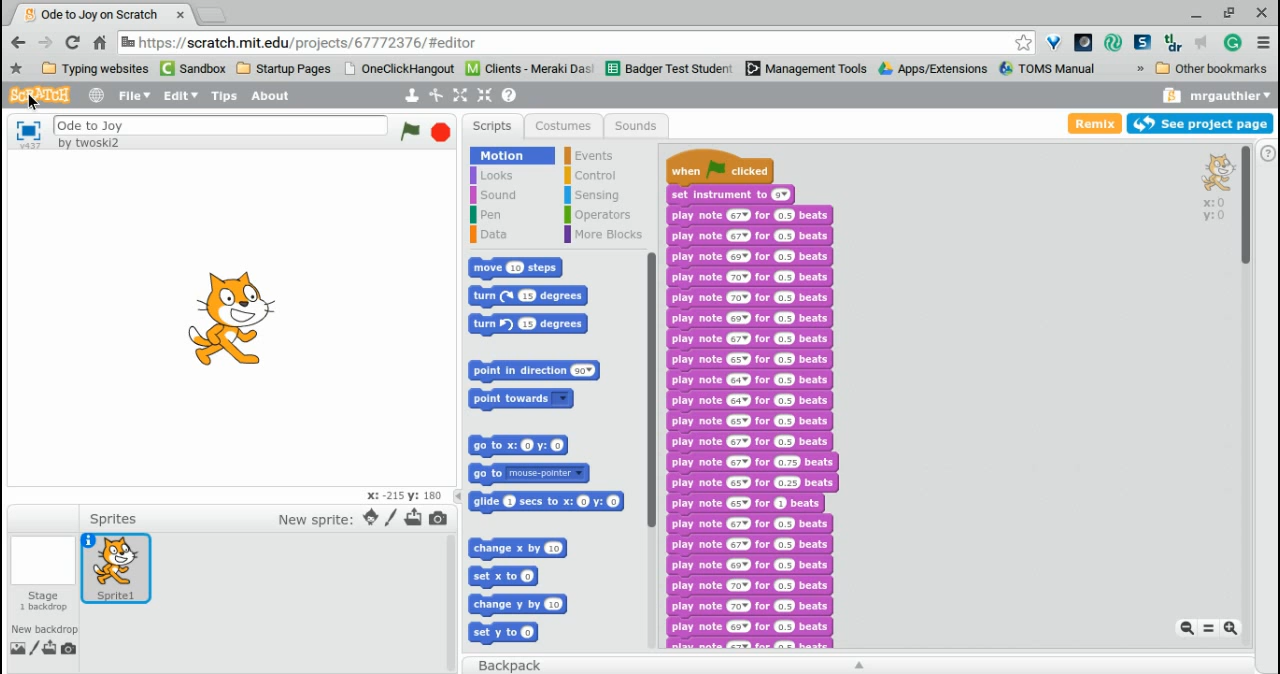 Ode to Joy on Scratch
https://scratch.mit.edu/projects/67772376/#editor
Typing websites Sandbox Startup Pages OneClickHangout Clients - Meraki Das Badger Test Student Management Tools Apps/Extensions TOMS Manual » Other bookmarks
SCRATCH File Edit Tips About mrgauthier
v437
Ode to Joy
by twoski2
Scripts Costumes Sounds
Remix See project page
Motion Events
Looks Control
Sound Sensing
Pen Operators
Data More Blocks
move 10 steps
turn 15 degrees
turn 15 degrees
point in direction 90
point towards
go to x: 0 y: 0
go to mouse-pointer
glide 1 secs to x: 0 y: 0
change x by 10
set x to 0
change y by 10
set y to 0
when clicked
set instrument to 9
play note 67 for 0.5 beats
play note 67 for 0.5 beats
play note 69 for 0.5 beats
play note 70 for 0.5 beats
play note 70 for 0.5 beats
play note 69 for 0.5 beats
play note 67 for 0.5 beats
play note 65 for 0.5 beats
play note 64 for 0.5 beats
play note 64 for 0.5 beats
play note 65 for 0.5 beats
play note 67 for 0.5 beats
play note 67 for 0.75 beats
play note 65 for 0.25 beats
play note 65 for 1 beats
play note 67 for 0.5 beats
play note 67 for 0.5 beats
play note 69 for 0.5 beats
play note 70 for 0.5 beats
play note 70 for 0.5 beats
play note 69 for 0.5 beats
play note 67 for 0.5 beats
x: 0
y: 0
x: -215 y: 180
Sprites New sprite:
Sprite1
Stage
1 backdrop
New backdrop
Backpack